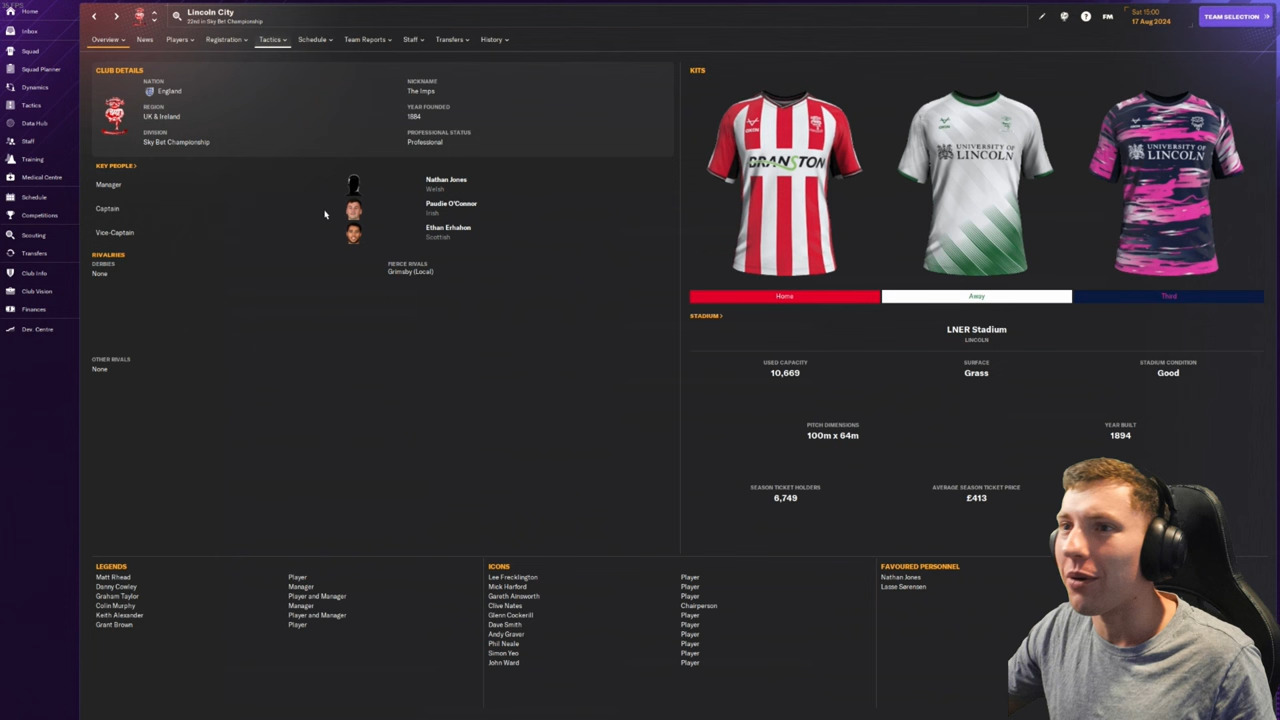 Home
Inbox
Squad
Squad Planner
Dynamics
Tactics
Data Hub
Staff
Training
Medical Centre
Schedule
Competitions
Scouting
Transfers
Club Info
Club Vision
Finances
Dev. Centre
Lincoln City
22nd in Sky Bet Championship
FM
Sat 15:00
17 Aug 2024
TEAM SELECTION
Overview
News
Players
Registration
Tactics
Schedule
Team Reports
Staff
Transfers
History
CLUB DETAILS
NATION
England
NICKNAME
The Imps
REGION
UK & Ireland
YEAR FOUNDED
1884
DIVISION
Sky Bet Championship
PROFESSIONAL STATUS
Professional
KEY PEOPLE >
Manager
Nathan Jones
Welsh
Captain
Paudie O'Connor
Irish
Vice-Captain
Ethan Erhahon
Scottish
RIVALRIES
DERBIES
None
FIERCE RIVALS
Grimsby (Local)
OTHER RIVALS
None
KITS
BRANSTON
UNIVERSITY OF
LINCOLN
UNIVERSITY OF
LINCOLN
Home
Away
Third
STADIUM >
LNER Stadium
LINCOLN
USED CAPACITY
10,669
SURFACE
Grass
STADIUM CONDITION
Good
PITCH DIMENSIONS
100m x 64m
YEAR BUILT
1894
SEASON TICKET HOLDERS
6,749
AVERAGE SEASON TICKET PRICE
£413
LEGENDS
Matt Rhead Player
Danny Cowley Manager
Graham Taylor Player and Manager
Colin Murphy Manager
Keith Alexander Player and Manager
Grant Brown Player
ICONS
Lee Frecklington Player
Mick Harford Player
Gareth Ainsworth Player
Clive Nates Chairperson
Glenn Cockerill Player
Dave Smith Player
Andy Graver Player
Phil Neale Player
Simon Yeo Player
John Ward Player
FAVOURED PERSONNEL
Nathan Jones
Lasse Sørensen